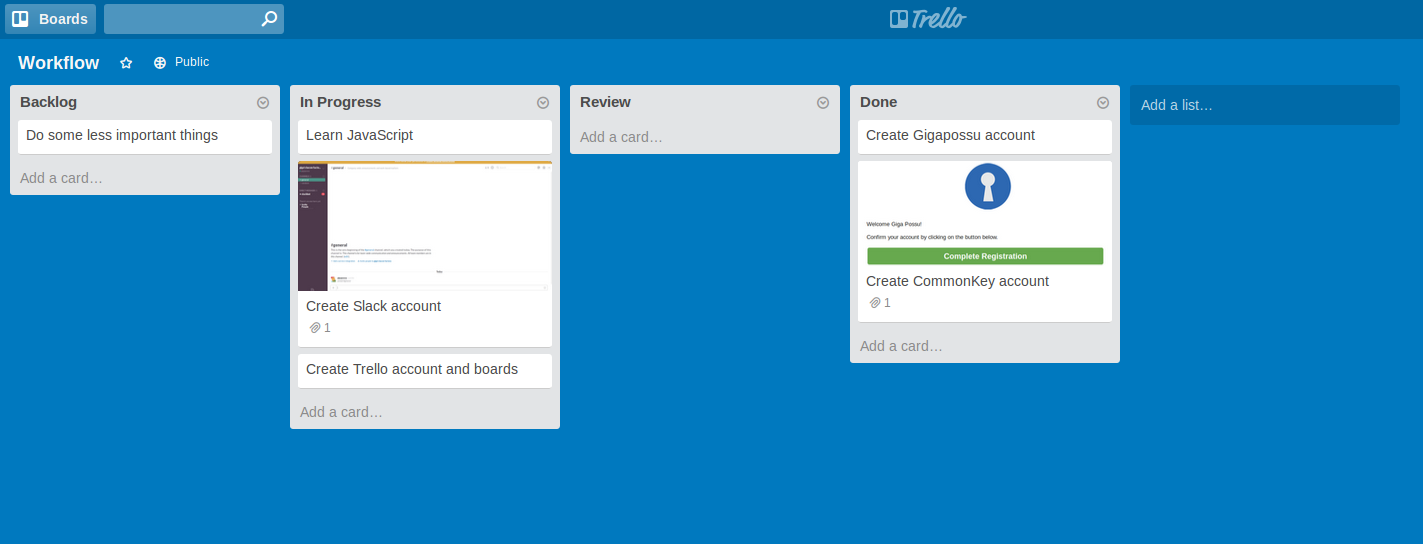 Boards
Trello
Workflow
Public
Backlog
Do some less important things
Add a card…
In Progress
Learn JavaScript
#general
Create Slack account
1
Create Trello account and boards
Add a card…
Review
Add a card…
Done
Create Gigapossu account
Welcome Giga Possu!
Confirm your account by clicking on the button below.
Complete Registration
Create CommonKey account
1
Add a card…
Add a list…